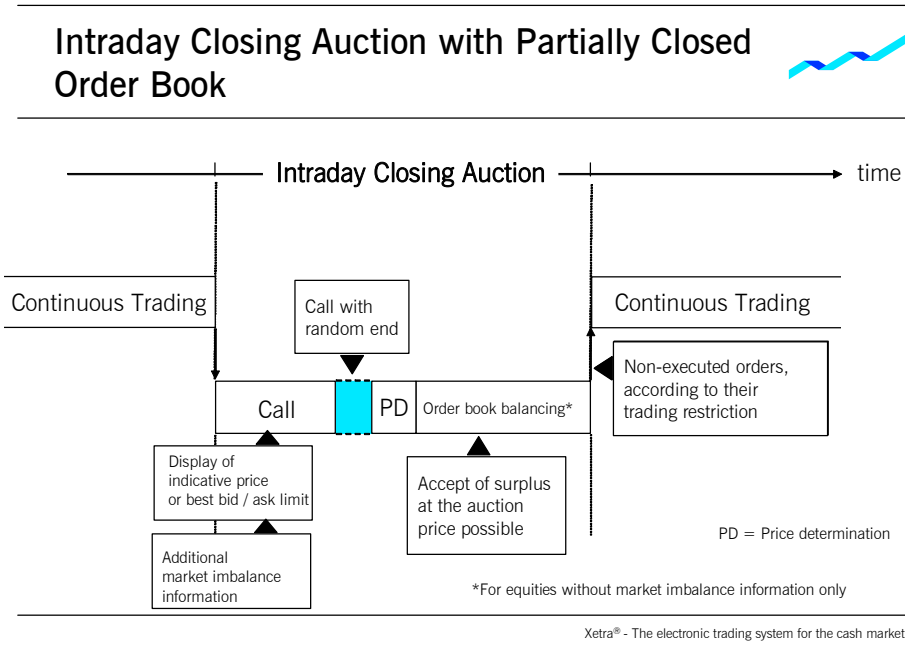 Intraday Closing Auction with Partially Closed
Order Book
Intraday Closing Auction
time
Continuous Trading
Call with
random end
Continuous Trading
Non-executed orders,
according to their
trading restriction
Call
PD
Order book balancing*
Display of
indicative price
or best bid / ask limit
Accept of surplus
at the auction
price possible
Additional
market imbalance
information
PD = Price determination
*For equities without market imbalance information only
Xetra® - The electronic trading system for the cash market